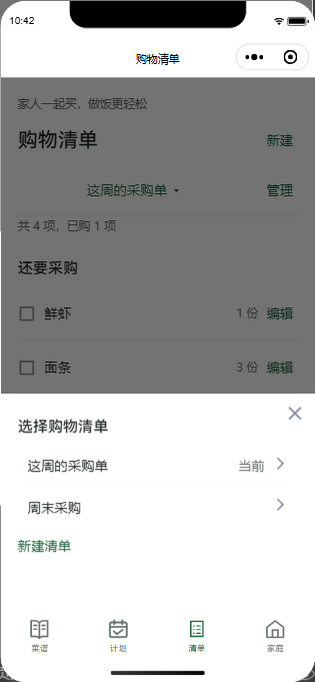 10:42
购物清单
家人一起买，做饭更轻松
购物清单
新建
这周的采购单
管理
共 4 项，已购 1 项
还要采购
鲜虾
1 份
编辑
面条
3 份
编辑
选择购物清单
这周的采购单
当前
周末采购
新建清单
菜谱
计划
清单
家庭